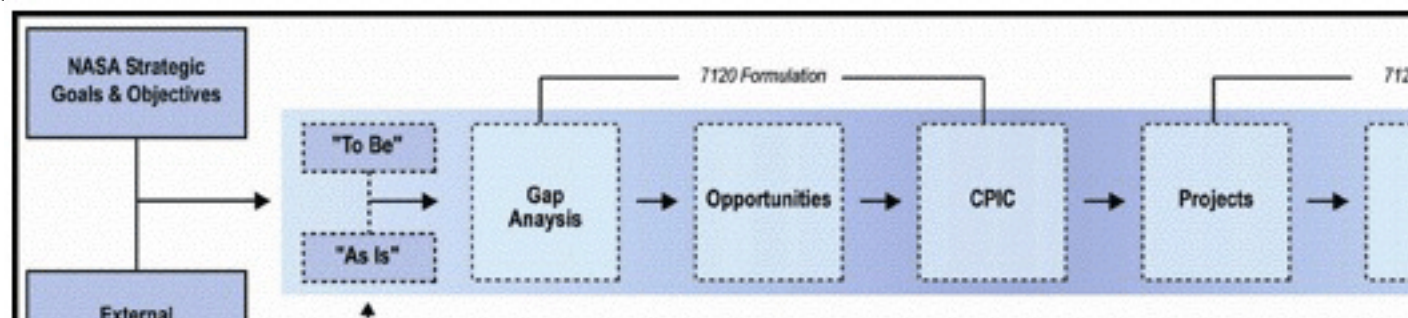 NASA Strategic
Goals & Objectives
7120 Formulation
"To Be"
"As Is"
Gap
Anaysis
Opportunities
CPIC
Projects
External